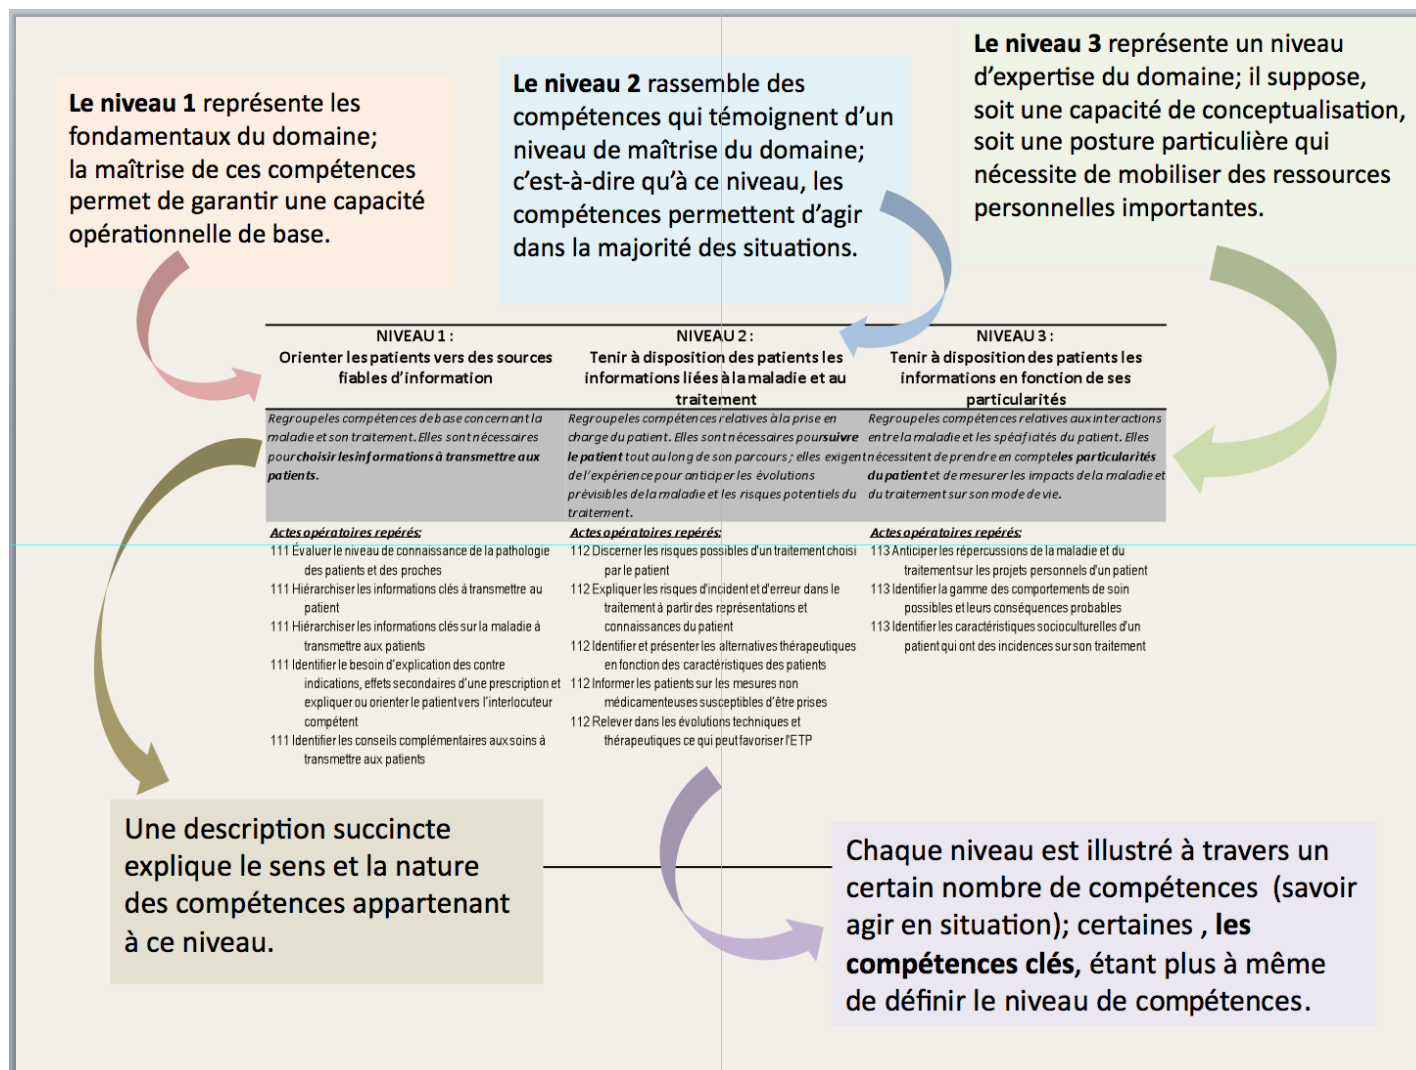 Le niveau 1 représente les
fondamentaux du domaine;
la maîtrise de ces compétences
permet de garantir une capacité
opérationnelle de base.
Le niveau 2 rassemble des
compétences qui témoignent d'un
niveau de maîtrise du domaine;
c'est-à-dire qu'à ce niveau, les
compétences permettent d'agir
dans la majorité des situations.
Le niveau 3 représente un niveau
d'expertise du domaine; il suppose,
soit une capacité de conceptualisation,
soit une posture particulière qui
nécessite de mobiliser des ressources
personnelles importantes.
NIVEAU 1 :
Orienter les patients vers des sources
fiables d'information
Regroupe les compétences de base concernant la
maladie et son traitement. Elles sont nécessaires
pour choisir les informations à transmettre aux
patients.
Actes opératoires repérés:
111 Évaluer le niveau de connaissance de la pathologie
des patients et des proches
111 Hiérarchiser les informations clés à transmettre au
patient
111 Hiérarchiser les informations clés sur la maladie à
transmettre aux patients
111 Identifier le besoin d'explication des contre
indications, effets secondaires d'une prescription et
expliquer ou orienter le patient vers l'interlocuteur
compétent
111 Identifier les conseils complémentaires aux soins à
transmettre aux patients
NIVEAU 2 :
Tenir à disposition des patients les
informations liées à la maladie et au
traitement
Regroupe les compétences relatives à la prise en
charge du patient. Elles sont nécessaires pour suivre
le patient tout au long de son parcours ; elles exigent
de l'expérience pour anticiper les évolutions
prévisibles de la maladie et les risques potentiels du
traitement.
Actes opératoires repérés:
112 Discerner les risques possibles d'un traitement choisi
par le patient
112 Expliquer les risques d'incident et d'erreur dans le
traitement à partir des représentations et
connaissances du patient
112 Identifier et présenter les alternatives thérapeutiques
en fonction des caractéristiques des patients
112 Informer les patients sur les mesures non
médicamenteuses susceptibles d'être prises
112 Relever dans les évolutions techniques et
thérapeutiques ce qui peut favoriser l'ETP
NIVEAU 3 :
Tenir à disposition des patients les
informations en fonction de ses
particularités
Regroupe les compétences relatives aux interactions
entre la maladie et les spécificités du patient. Elles
nécessitent de prendre en compte les particularités
du patient et de mesurer les impacts de la maladie et
du traitement sur son mode de vie.
Actes opératoires repérés:
113 Anticiper les répercussions de la maladie et du
traitement sur les projets personnels d'un patient
113 Identifier la gamme des comportements de soin
possibles et leurs conséquences probables
113 Identifier les caractéristiques socioculturelles d'un
patient qui ont des incidences sur son traitement
Une description succincte
explique le sens et la nature
des compétences appartenant
à ce niveau.
Chaque niveau est illustré à travers un
certain nombre de compétences (savoir
agir en situation); certaines , les
compétences clés, étant plus à même
de définir le niveau de compétences.